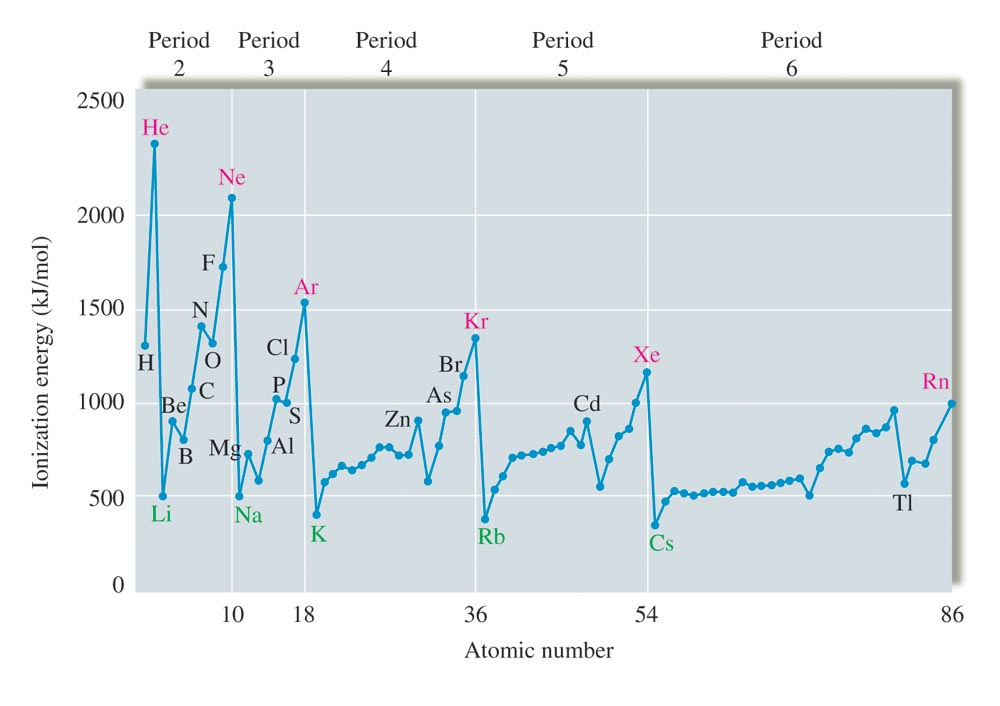 Period Period Period Period Period
2 3 4 5 6
2500
He
Ne
2000
F
Ar
N
1500
Kr
Cl
O
H
Xe
Br
P
C
Rn
As
Be
Cd
1000
S
Zn
Mg
Al
B
500
Li
Na
Tl
K
Rb
Cs
0
10 18 36 54 86
Ionization energy (kJ/mol)
Atomic number